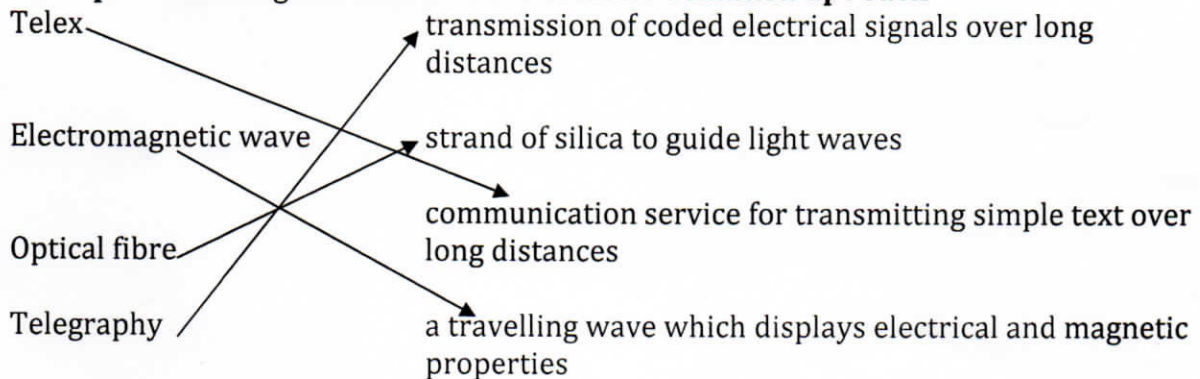 Telex
transmission of coded electrical signals over long
distances
Electromagnetic wave
strand of silica to guide light waves
communication service for transmitting simple text over
Optical fibre
long distances
Telegraphy
a travelling wave which displays electrical and magnetic
properties